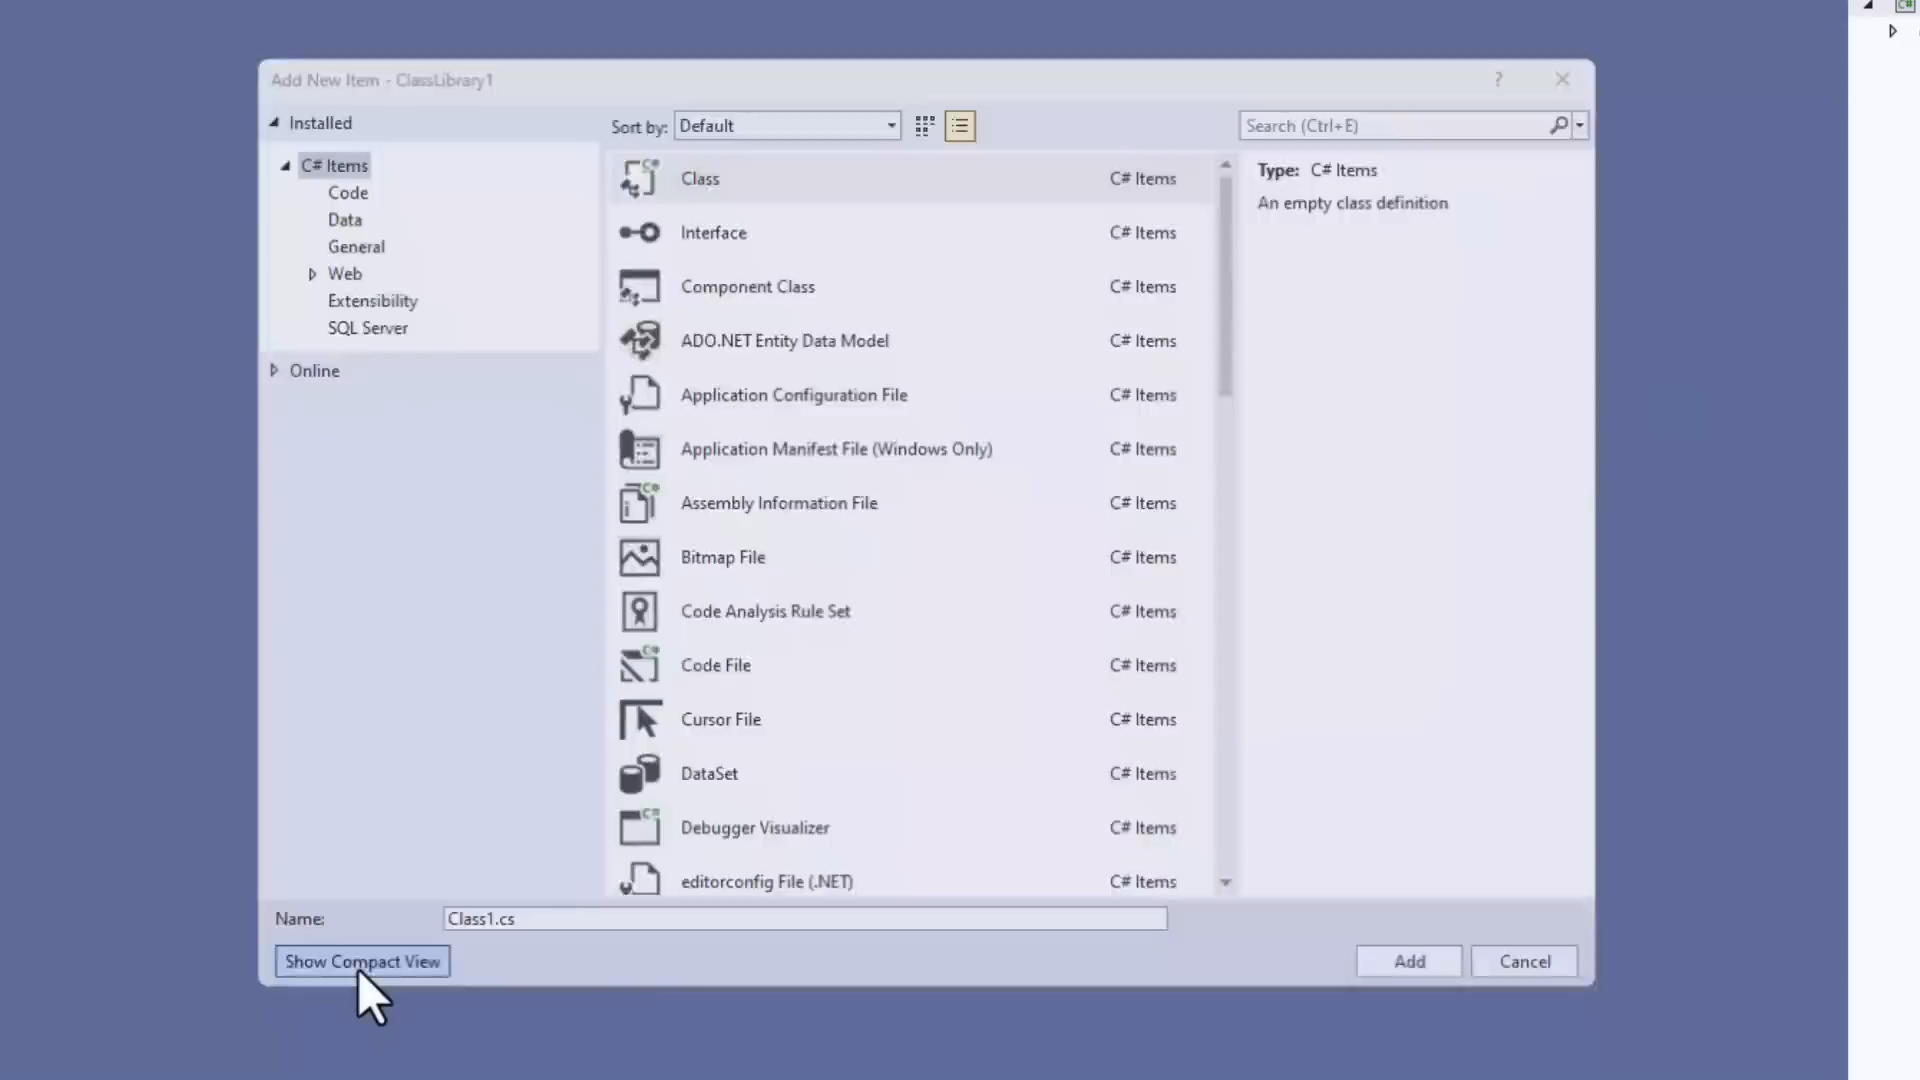 Add New Item - ClassLibrary1
?
Installed
Sort by: Default
Search (Ctrl+E)
C# Items
Code
Data
General
Web
Extensibility
SQL Server
Online
Class C# Items
Interface C# Items
Component Class C# Items
ADO.NET Entity Data Model C# Items
Application Configuration File C# Items
Application Manifest File (Windows Only) C# Items
Assembly Information File C# Items
Bitmap File C# Items
Code Analysis Rule Set C# Items
Code File C# Items
Cursor File C# Items
DataSet C# Items
Debugger Visualizer C# Items
editorconfig File (.NET) C# Items
Type: C# Items
An empty class definition
Name: Class1.cs
Show Compact View
Add
Cancel